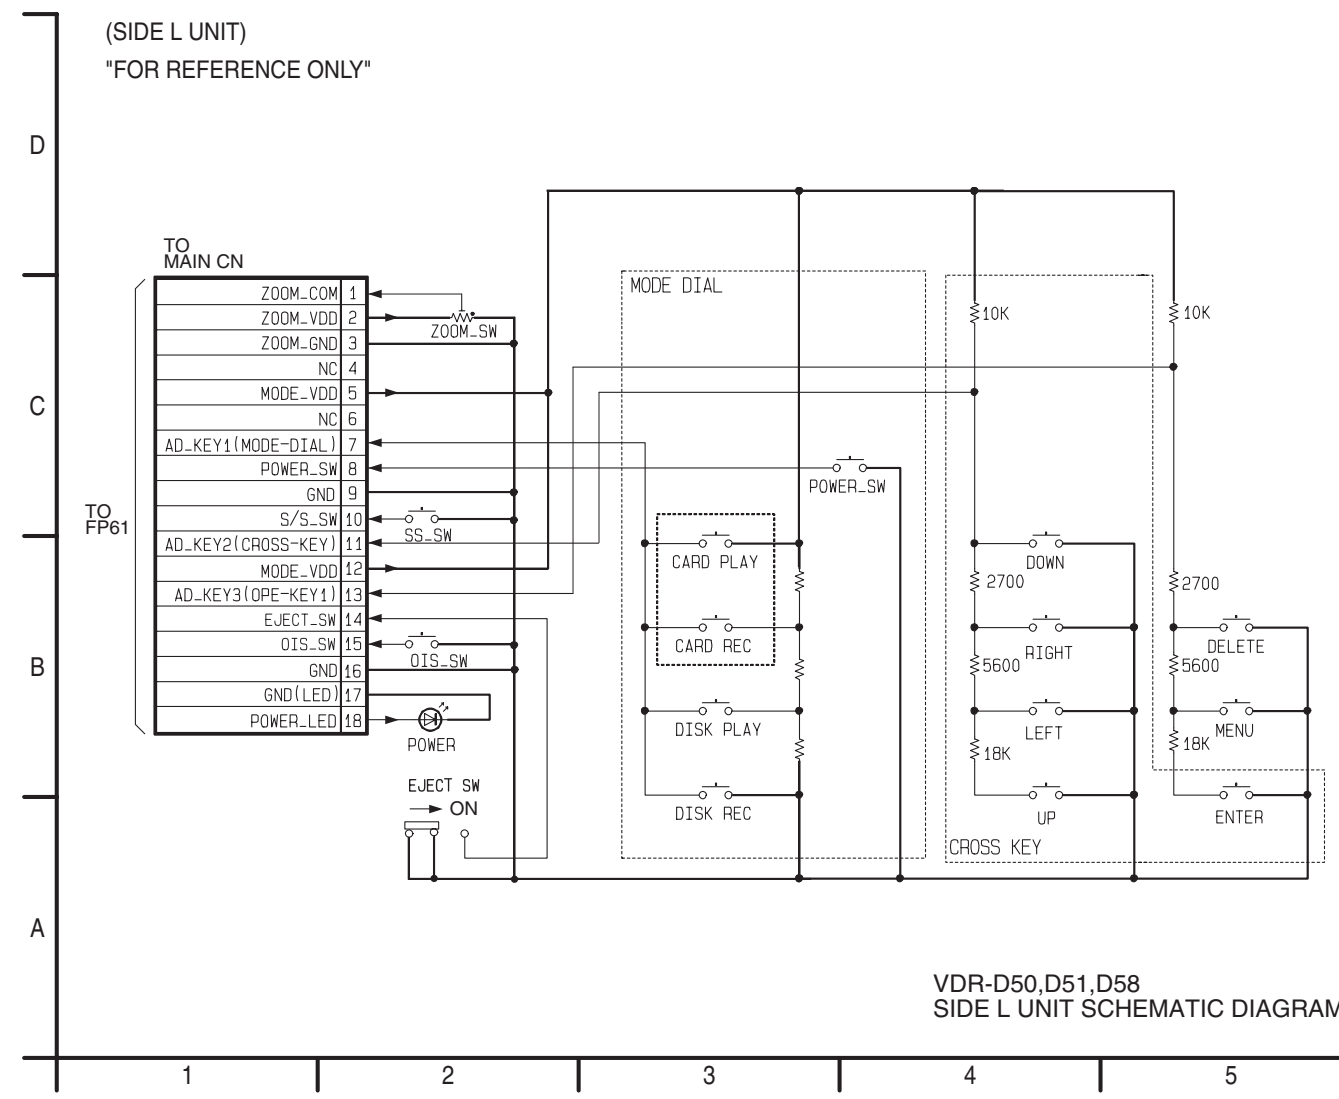 (SIDE L UNIT)
"FOR REFERENCE ONLY"
D
TO
MAIN CN
MODE DIAL
ZOOM_COM 1
ZOOM_VDD 2
ZOOM_SW
10K
10K
ZOOM_GND 3
NC 4
MODE_VDD 5
C
NC 6
AD_KEY1(MODE-DIAL) 7
POWER_SW 8
POWER_SW
GND 9
TO
FP61
S/S_SW 10
SS_SW
AD_KEY2(CROSS-KEY) 11
CARD PLAY
DOWN
MODE_VDD 12
2700
2700
AD_KEY3(OPE-KEY1) 13
EJECT_SW 14
OIS_SW 15
CARD REC
RIGHT
DELETE
OIS_SW
B
GND 16
5600
5600
GND(LED) 17
POWER_LED 18
DISK PLAY
LEFT
MENU
POWER
18K
18K
EJECT SW
ON
DISK REC
UP
ENTER
CROSS KEY
A
VDR-D50,D51,D58
SIDE L UNIT SCHEMATIC DIAGRAM
1 2 3 4 5